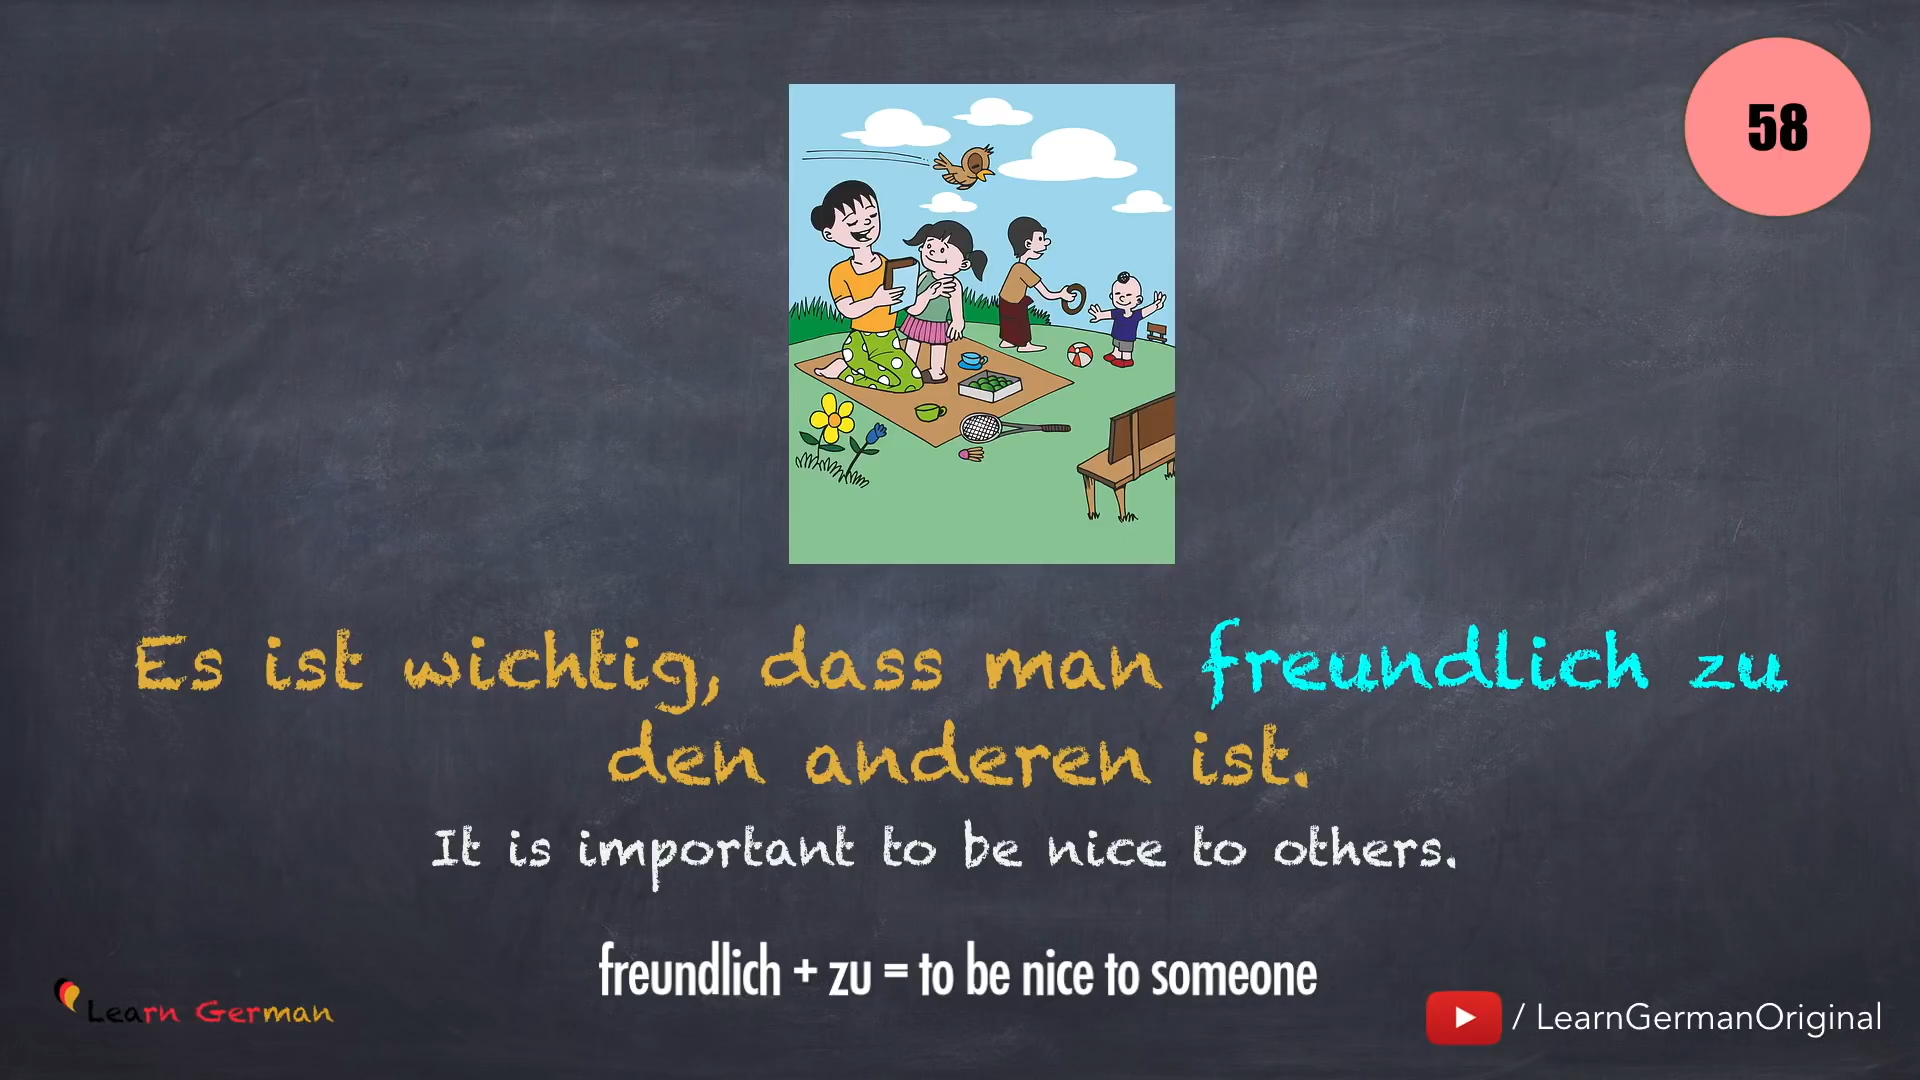 58
Es ist wichtig, dass man freundlich zu
den anderen ist.
It is important to be nice to others.
freundlich + zu = to be nice to someone
Learn German
/ LearnGermanOriginal